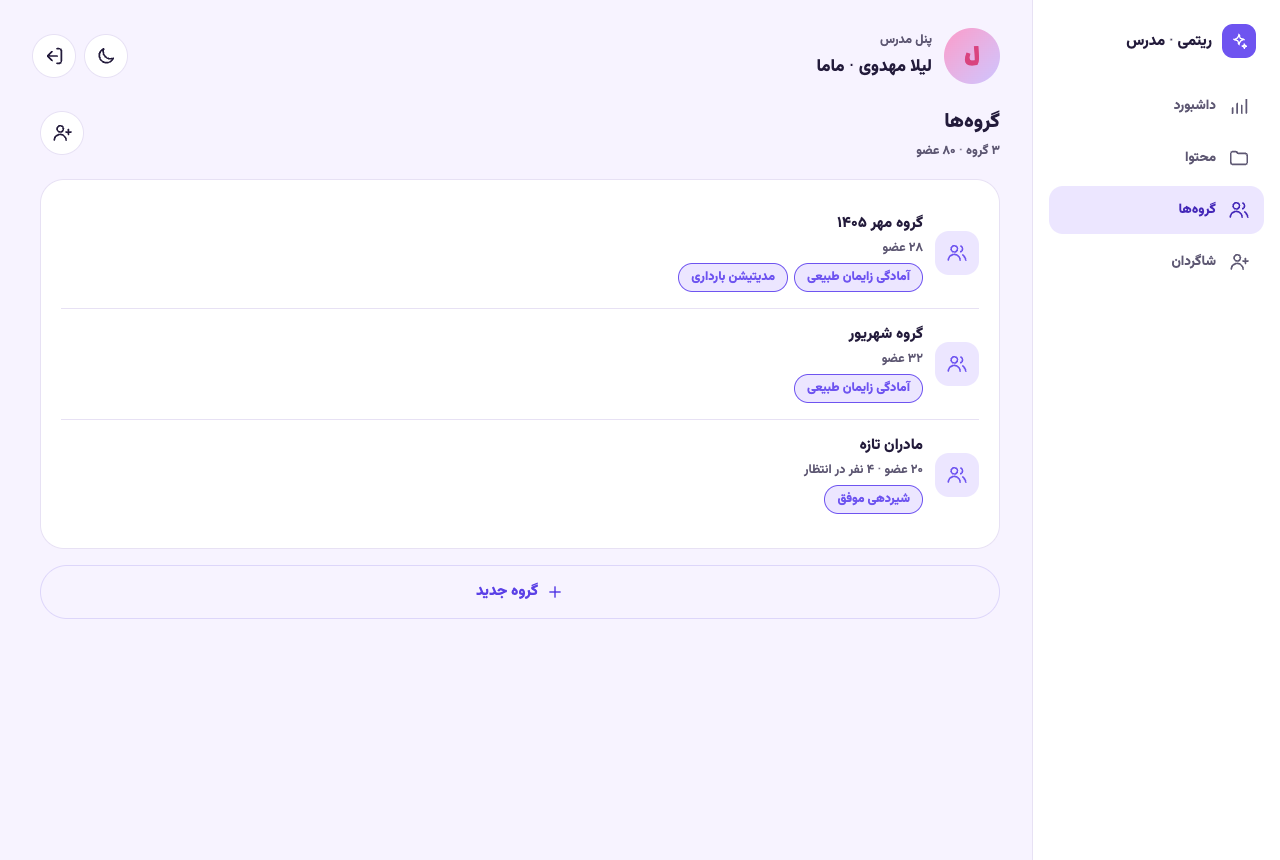 ریتمی · مدرس
داشبورد
محتوا
گروه‌ها
شاگردان
ل
پنل مدرس
لیلا مهدوی · ماما
گروه‌ها
۳ گروه · ۸۰ عضو
گروه مهر ۱۴۰۵
۲۸ عضو
آمادگی زایمان طبیعی
مدیتیشن بارداری
گروه شهریور
۳۲ عضو
آمادگی زایمان طبیعی
مادران تازه
۲۰ عضو · ۴ نفر در انتظار
شیردهی موفق
گروه جدید